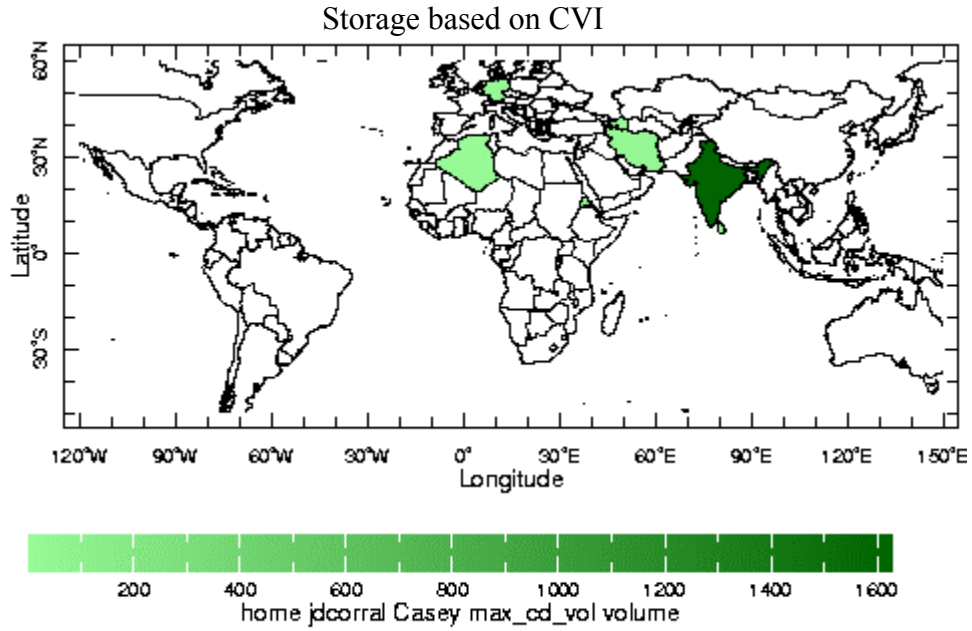 Storage based on CVI
60°N
30°N
0°
30°S
Latitude
120°W 90°W 60°W 30°W 0° 30°E 60°E 90°E 120°E 150°E
Longitude
200 400 600 800 1000 1200 1400 1600
home jdcorral Casey max_cd_vol volume